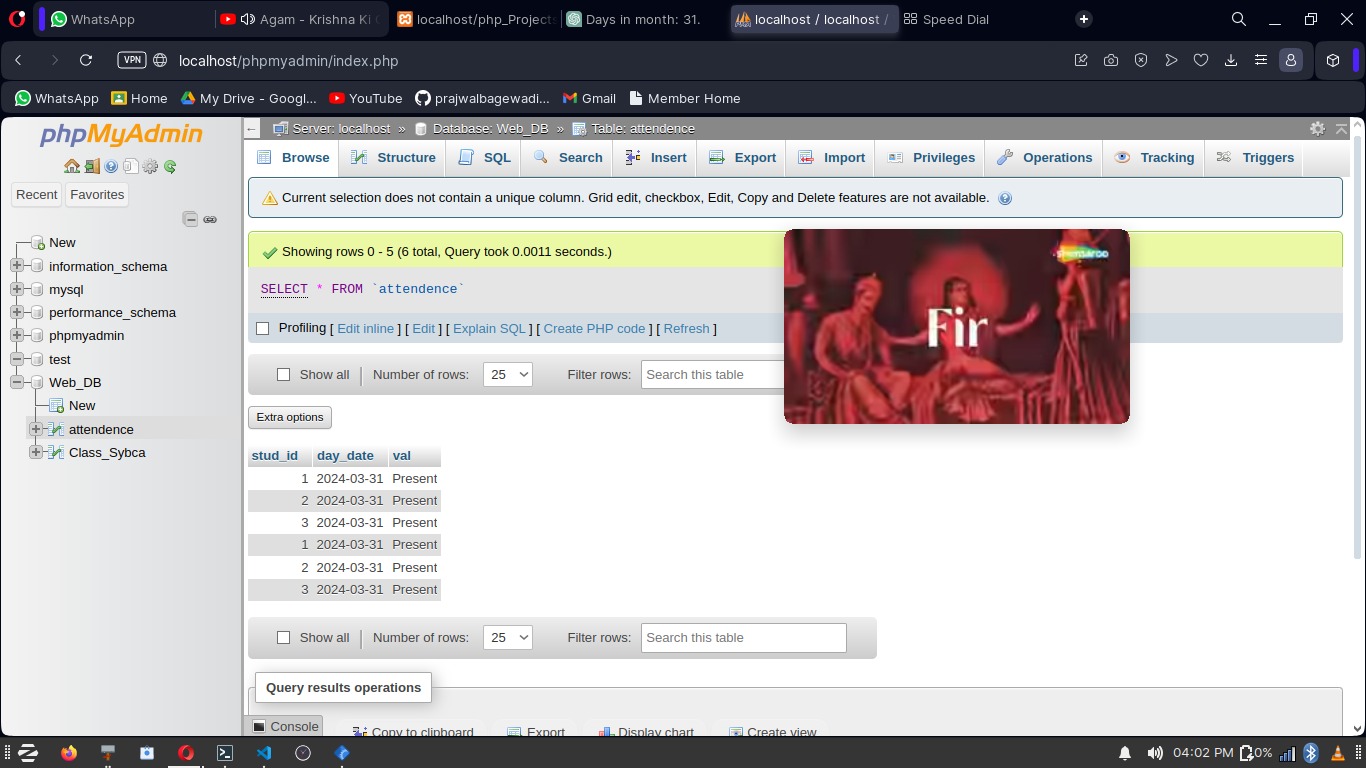 WhatsApp
Agam - Krishna Ki
localhost/php_Projects
Days in month: 31.
localhost / localhost /
Speed Dial
VPN
localhost/phpmyadmin/index.php
WhatsApp
Home
My Drive - Googl...
YouTube
prajwalbagewadi...
Gmail
Member Home
phpMyAdmin
Recent
Favorites
New
information_schema
mysql
performance_schema
phpmyadmin
test
Web_DB
New
attendence
Class_Sybca
Server: localhost » Database: Web_DB » Table: attendence
Browse
Structure
SQL
Search
Insert
Export
Import
Privileges
Operations
Tracking
Triggers
Current selection does not contain a unique column. Grid edit, checkbox, Edit, Copy and Delete features are not available.
Showing rows 0 - 5 (6 total, Query took 0.0011 seconds.)
SELECT * FROM `attendence`
Profiling [ Edit inline ] [ Edit ] [ Explain SQL ] [ Create PHP code ] [ Refresh ]
SHEMAROO
Fir
Show all
Number of rows:
25
Filter rows:
Search this table
Extra options
stud_id day_date val
1 2024-03-31 Present
2 2024-03-31 Present
3 2024-03-31 Present
1 2024-03-31 Present
2 2024-03-31 Present
3 2024-03-31 Present
Show all
Number of rows:
25
Filter rows:
Search this table
Query results operations
Console
Copy to clipboard
Export
Display chart
Create view
04:02 PM
0%